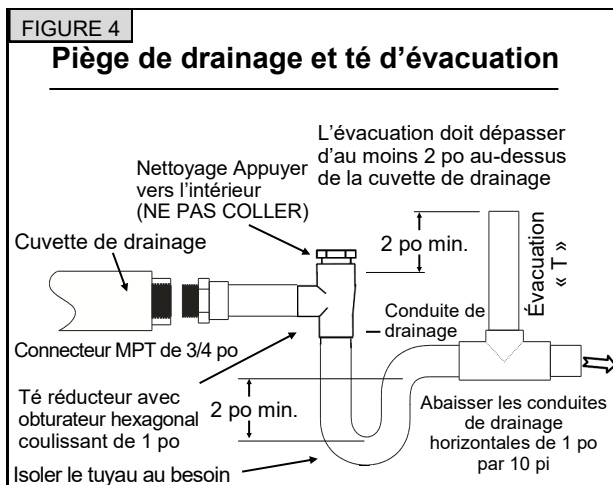 FIGURE 4
Piège de drainage et té d’évacuation
L’évacuation doit dépasser
d’au moins 2 po au-dessus
de la cuvette de drainage
Nettoyage Appuyer
vers l’intérieur
(NE PAS COLLER)
2 po min.
Évacuation
« T »
Cuvette de drainage
Conduite de
drainage
Connecteur MPT de 3/4 po
Té réducteur avec
obturateur hexagonal
coulissant de 1 po
2 po min.
Abaisser les conduites
de drainage
horizontales de 1 po
par 10 pi
Isoler le tuyau au besoin